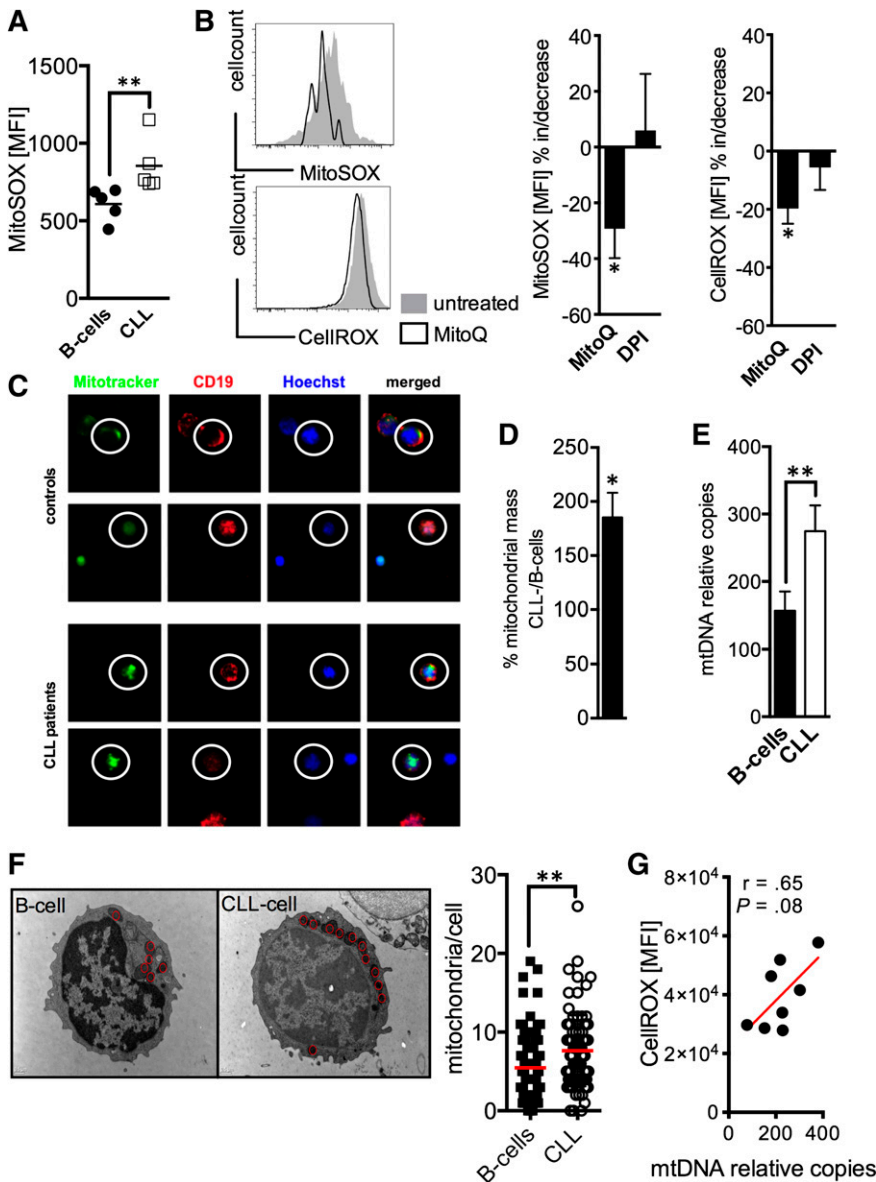 A
MitoSOX [MFI]
1500
1000
500
0
**
B-cells
CLL
B
cellcount
MitoSOX
cellcount
CellROX
untreated
MitoQ
MitoSOX [MFI] % in/decrease
40
20
0
-20
-40
-60
*
MitoQ
DPI
CellROX [MFI] % in/decrease
40
20
0
-20
-40
-60
*
MitoQ
DPI
C
Mitotracker
CD19
Hoechst
merged
controls
CLL patients
D
% mitochondrial mass
CLL-/B-cells
250
200
150
100
50
0
*
E
mtDNA relative copies
400
300
200
100
0
**
B-cells
CLL
F
B-cell
CLL-cell
mitochondria/cell
30
20
10
0
**
B-cells
CLL
G
CellROX [MFI]
8×10⁴
6×10⁴
4×10⁴
2×10⁴
0
r = .65
P = .08
0
200
400
mtDNA relative copies